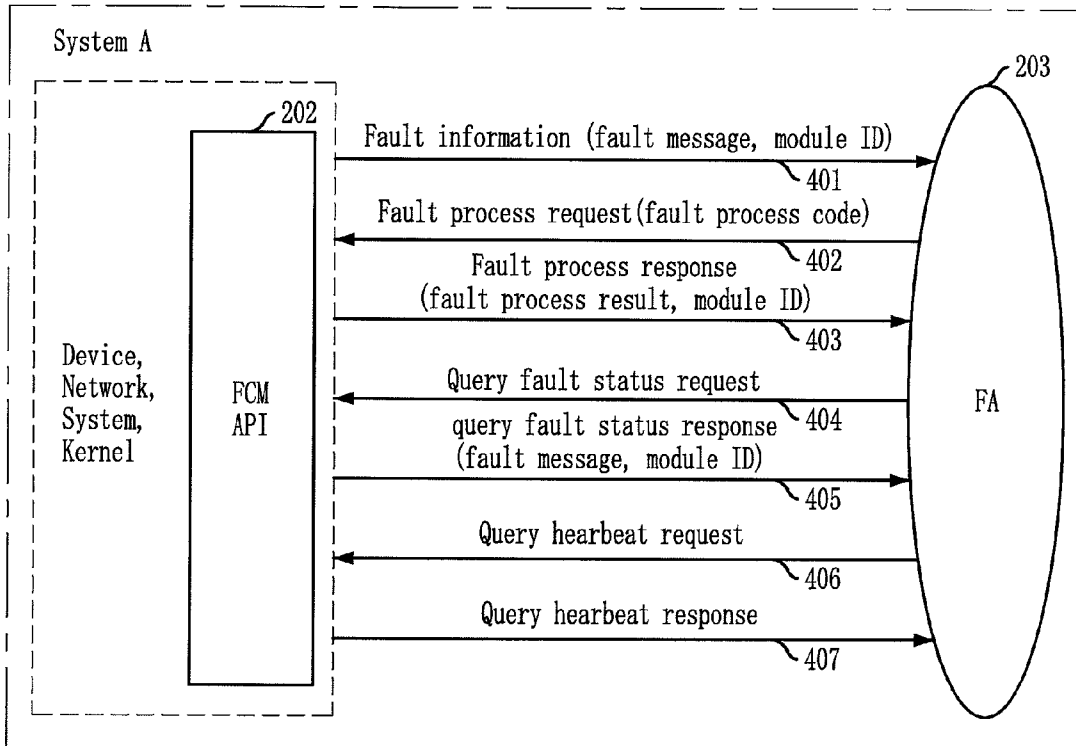 System A
203
202
Fault information (fault message, module ID)
401
Fault process request(fault process code)
402
Fault process response
(fault process result, module ID)
403
Device,
Network,
System,
Kernel
FCM
API
FA
Query fault status request
404
query fault status response
(fault message, module ID)
405
Query hearbeat request
406
Query hearbeat response
407